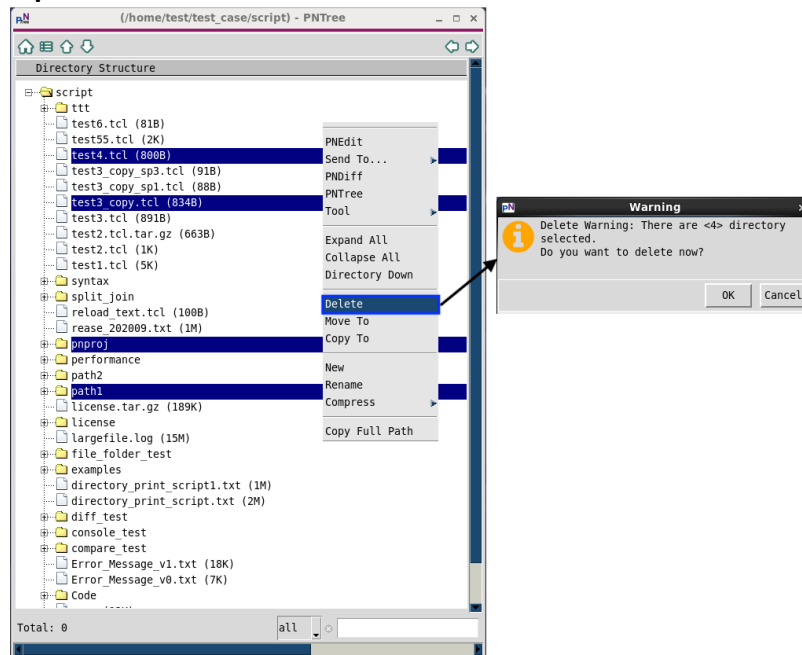 pN (/home/test/test_case/script) - PNTree
Directory Structure
script
ttt
test6.tcl (81B)
test55.tcl (2K)
test4.tcl (800B)
test3_copy_sp3.tcl (91B)
test3_copy_sp1.tcl (88B)
test3_copy.tcl (834B)
test3.tcl (891B)
test2.tcl.tar.gz (663B)
test2.tcl (1K)
test1.tcl (5K)
syntax
split_join
reload_text.tcl (100B)
rease_202009.txt (1M)
pnproj
performance
path2
path1
license.tar.gz (189K)
license
largefile.log (15M)
file_folder_test
examples
directory_print_script1.txt (1M)
directory_print_script.txt (2M)
diff_test
console_test
compare_test
Error_Message_v1.txt (18K)
Error_Message_v0.txt (7K)
Code
Total: 0
all
PNEdit
Send To...
PNDiff
PNTree
Tool
Expand All
Collapse All
Directory Down
Delete
Move To
Copy To
New
Rename
Compress
Copy Full Path
pN Warning
Delete Warning: There are <4> directory
selected.
Do you want to delete now?
OK Cancel